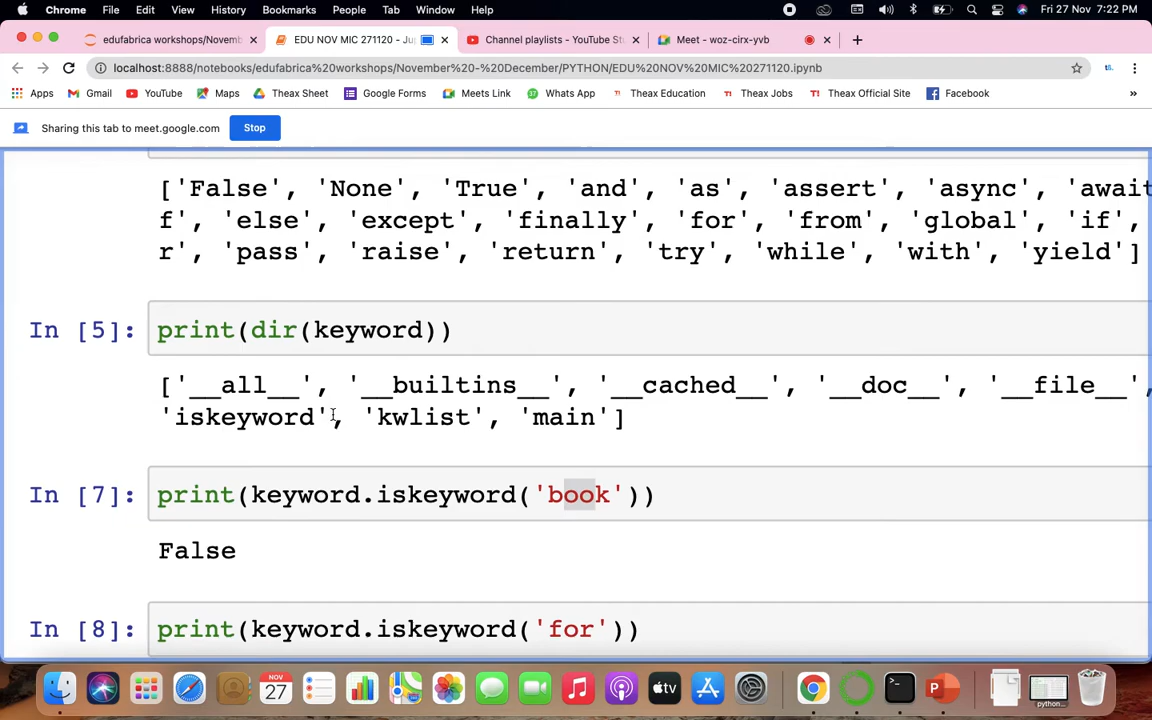 Chrome File Edit View History Bookmarks People Tab Window Help Fri 27 Nov 7:22 PM
edufabrica workshops/Novemb EDU NOV MIC 271120 - Ju Channel playlists - YouTube St Meet - woz-cirx-yvb
localhost:8888/notebooks/edufabrica%20workshops/November%20-%20December/PYTHON/EDU%20NOV%20MIC%20271120.ipynb
Apps Gmail YouTube Maps Theax Sheet Google Forms Meets Link Whats App Theax Education Theax Jobs Theax Official Site Facebook »
Sharing this tab to meet.google.com Stop
['False', 'None', 'True', 'and', 'as', 'assert', 'async', 'await
f', 'else', 'except', 'finally', 'for', 'from', 'global', 'if',
r', 'pass', 'raise', 'return', 'try', 'while', 'with', 'yield']
In [5]: print(dir(keyword))
['__all__', '__builtins__', '__cached__', '__doc__', '__file__',
'iskeyword', 'kwlist', 'main']
In [7]: print(keyword.iskeyword('book'))
False
In [8]: print(keyword.iskeyword('for'))
NOV
27
tv
P